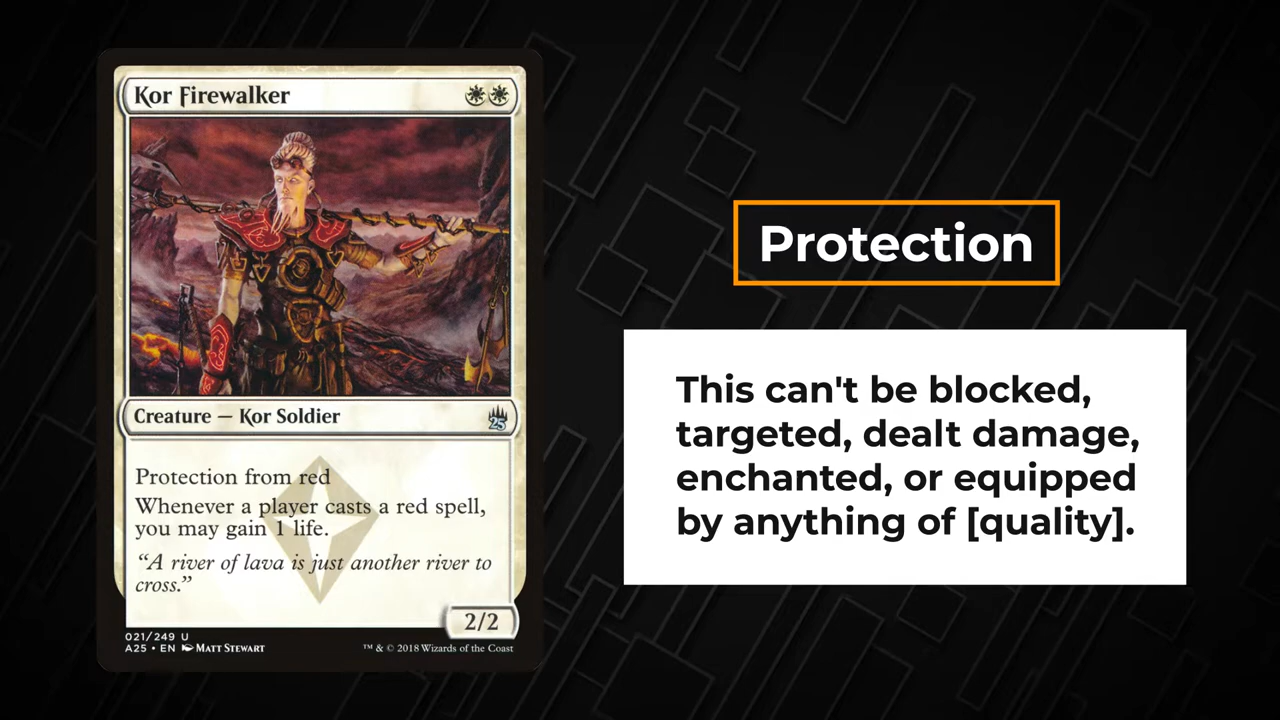 Kor Firewalker
Creature — Kor Soldier
25
Protection from red
Whenever a player casts a red spell,
you may gain 1 life.
“A river of lava is just another river to
cross.”
2/2
021/249 U
A25 • EN Matt Stewart
™ & © 2018 Wizards of the Coast
Protection
This can't be blocked,
targeted, dealt damage,
enchanted, or equipped
by anything of [quality].